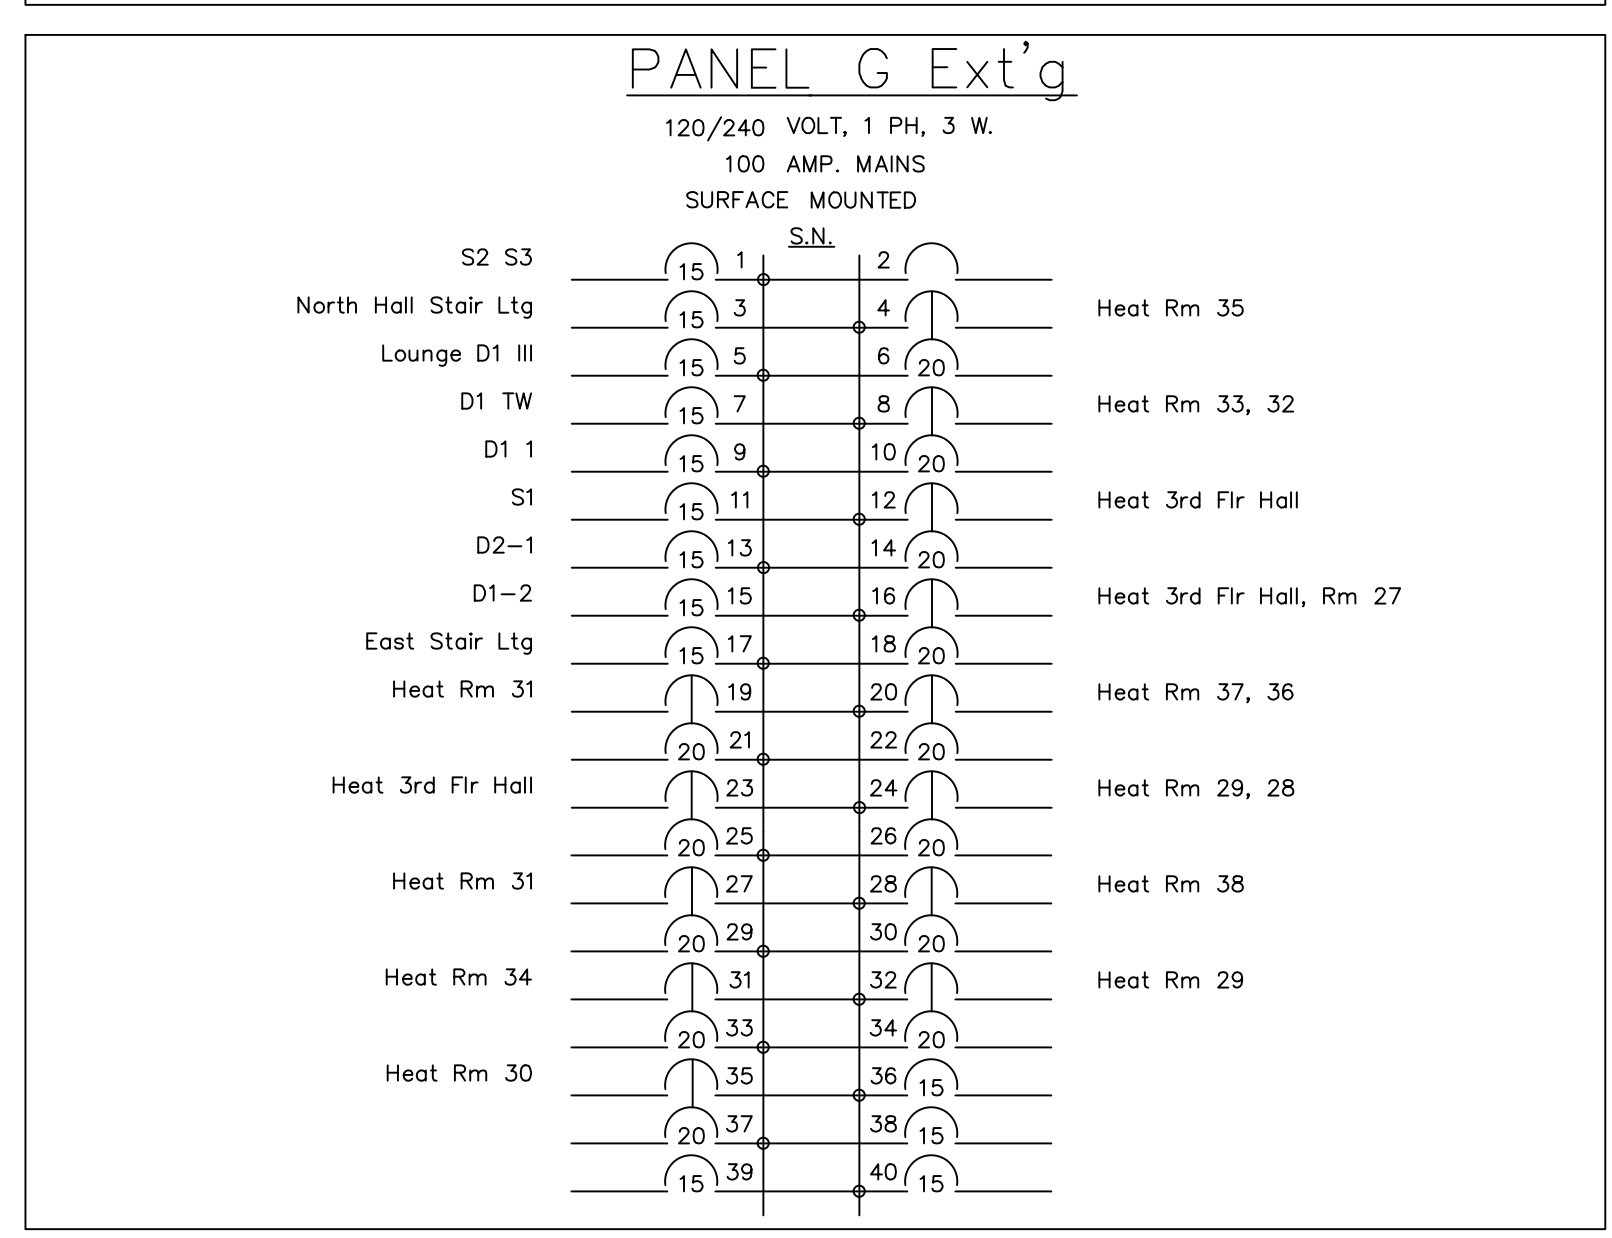 PANEL G Ext'g
120/240 VOLT, 1 PH, 3 W.
100 AMP. MAINS
SURFACE MOUNTED
S.N.
S2 S3 15 1 2
North Hall Stair Ltg 15 3 4 Heat Rm 35
Lounge D1 III 15 5 6 20
D1 TW 15 7 8 Heat Rm 33, 32
D1 1 15 9 10 20
S1 15 11 12 Heat 3rd Flr Hall
D2-1 15 13 14 20
D1-2 15 15 16 Heat 3rd Flr Hall, Rm 27
East Stair Ltg 15 17 18 20
Heat Rm 31 19 20 Heat Rm 37, 36
20 21 22 20
Heat 3rd Flr Hall 23 24 Heat Rm 29, 28
20 25 26 20
Heat Rm 31 27 28 Heat Rm 38
20 29 30 20
Heat Rm 34 31 32 Heat Rm 29
20 33 34 20
Heat Rm 30 35 36 15
20 37 38 15
15 39 40 15